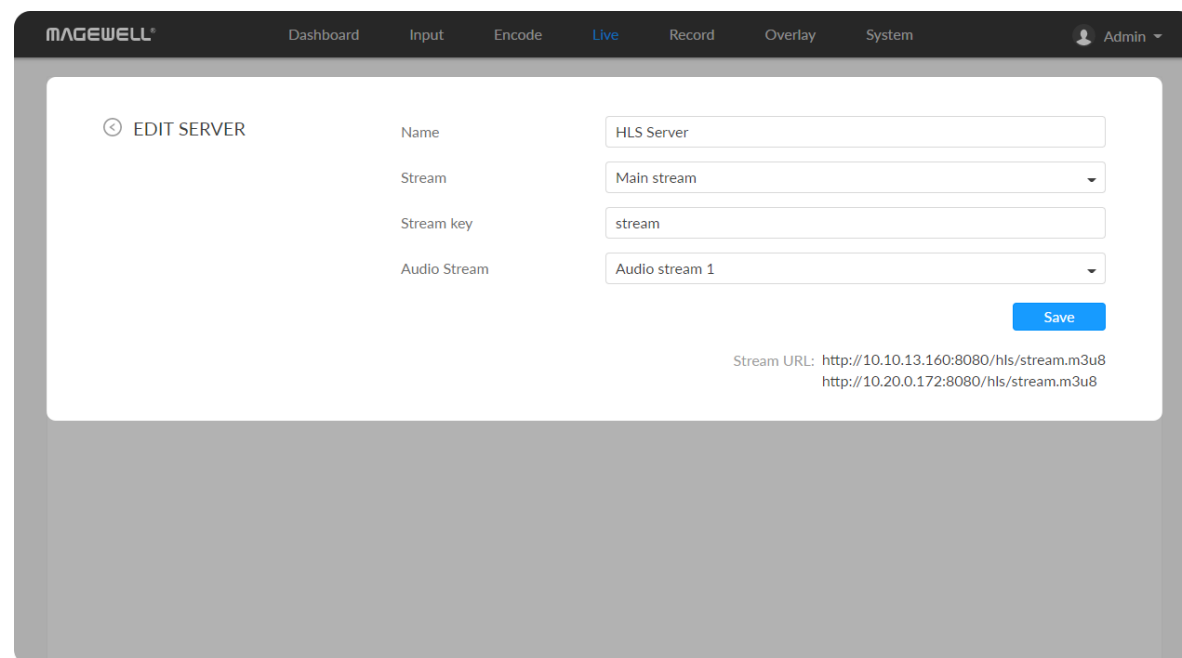 MAGEWELL® Dashboard Input Encode Live Record Overlay System Admin
EDIT SERVER
Name HLS Server
Stream Main stream
Stream key stream
Audio Stream Audio stream 1
Save
Stream URL: http://10.10.13.160:8080/hls/stream.m3u8
http://10.20.0.172:8080/hls/stream.m3u8